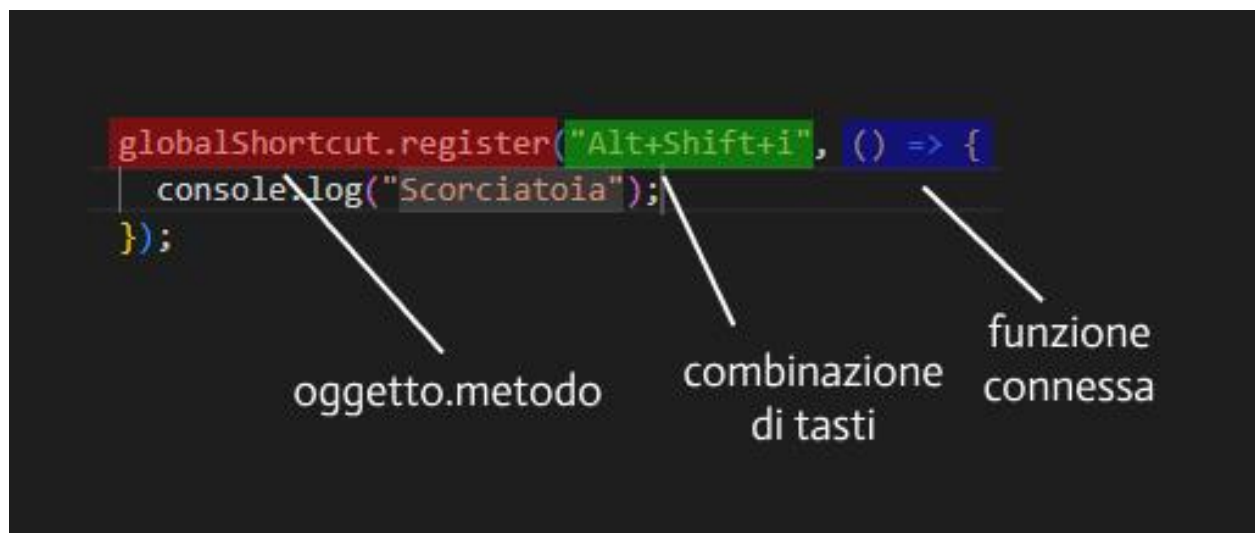 globalShortcut.register("Alt+Shift+i", () => {
console.log("Scorciatoia");
});
oggetto.metodo
combinazione
di tasti
funzione
connessa